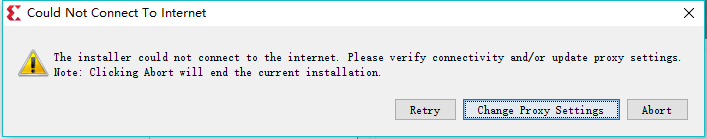 Could Not Connect To Internet
The installer could not connect to the internet. Please verify connectivity and/or update proxy settings.
Note: Clicking Abort will end the current installation.
Retry Change Proxy Settings Abort